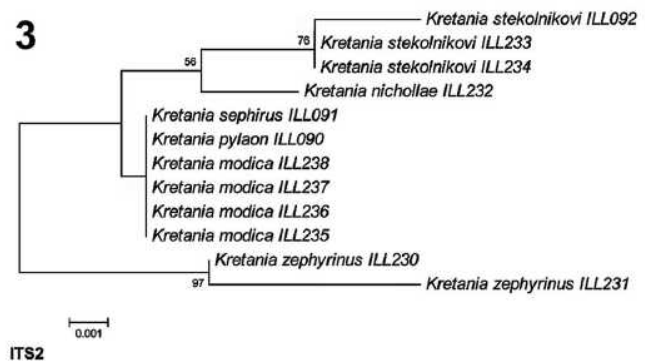 3
Kretania stekolnikovi ILL092
76
Kretania stekolnikovi ILL233
Kretania stekolnikovi ILL234
56
Kretania nichollae ILL232
Kretania sephirus ILL091
Kretania pylaon ILL090
Kretania modica ILL238
Kretania modica ILL237
Kretania modica ILL236
Kretania modica ILL235
Kretania zephyrinus ILL230
97
Kretania zephyrinus ILL231
0.001
ITS2